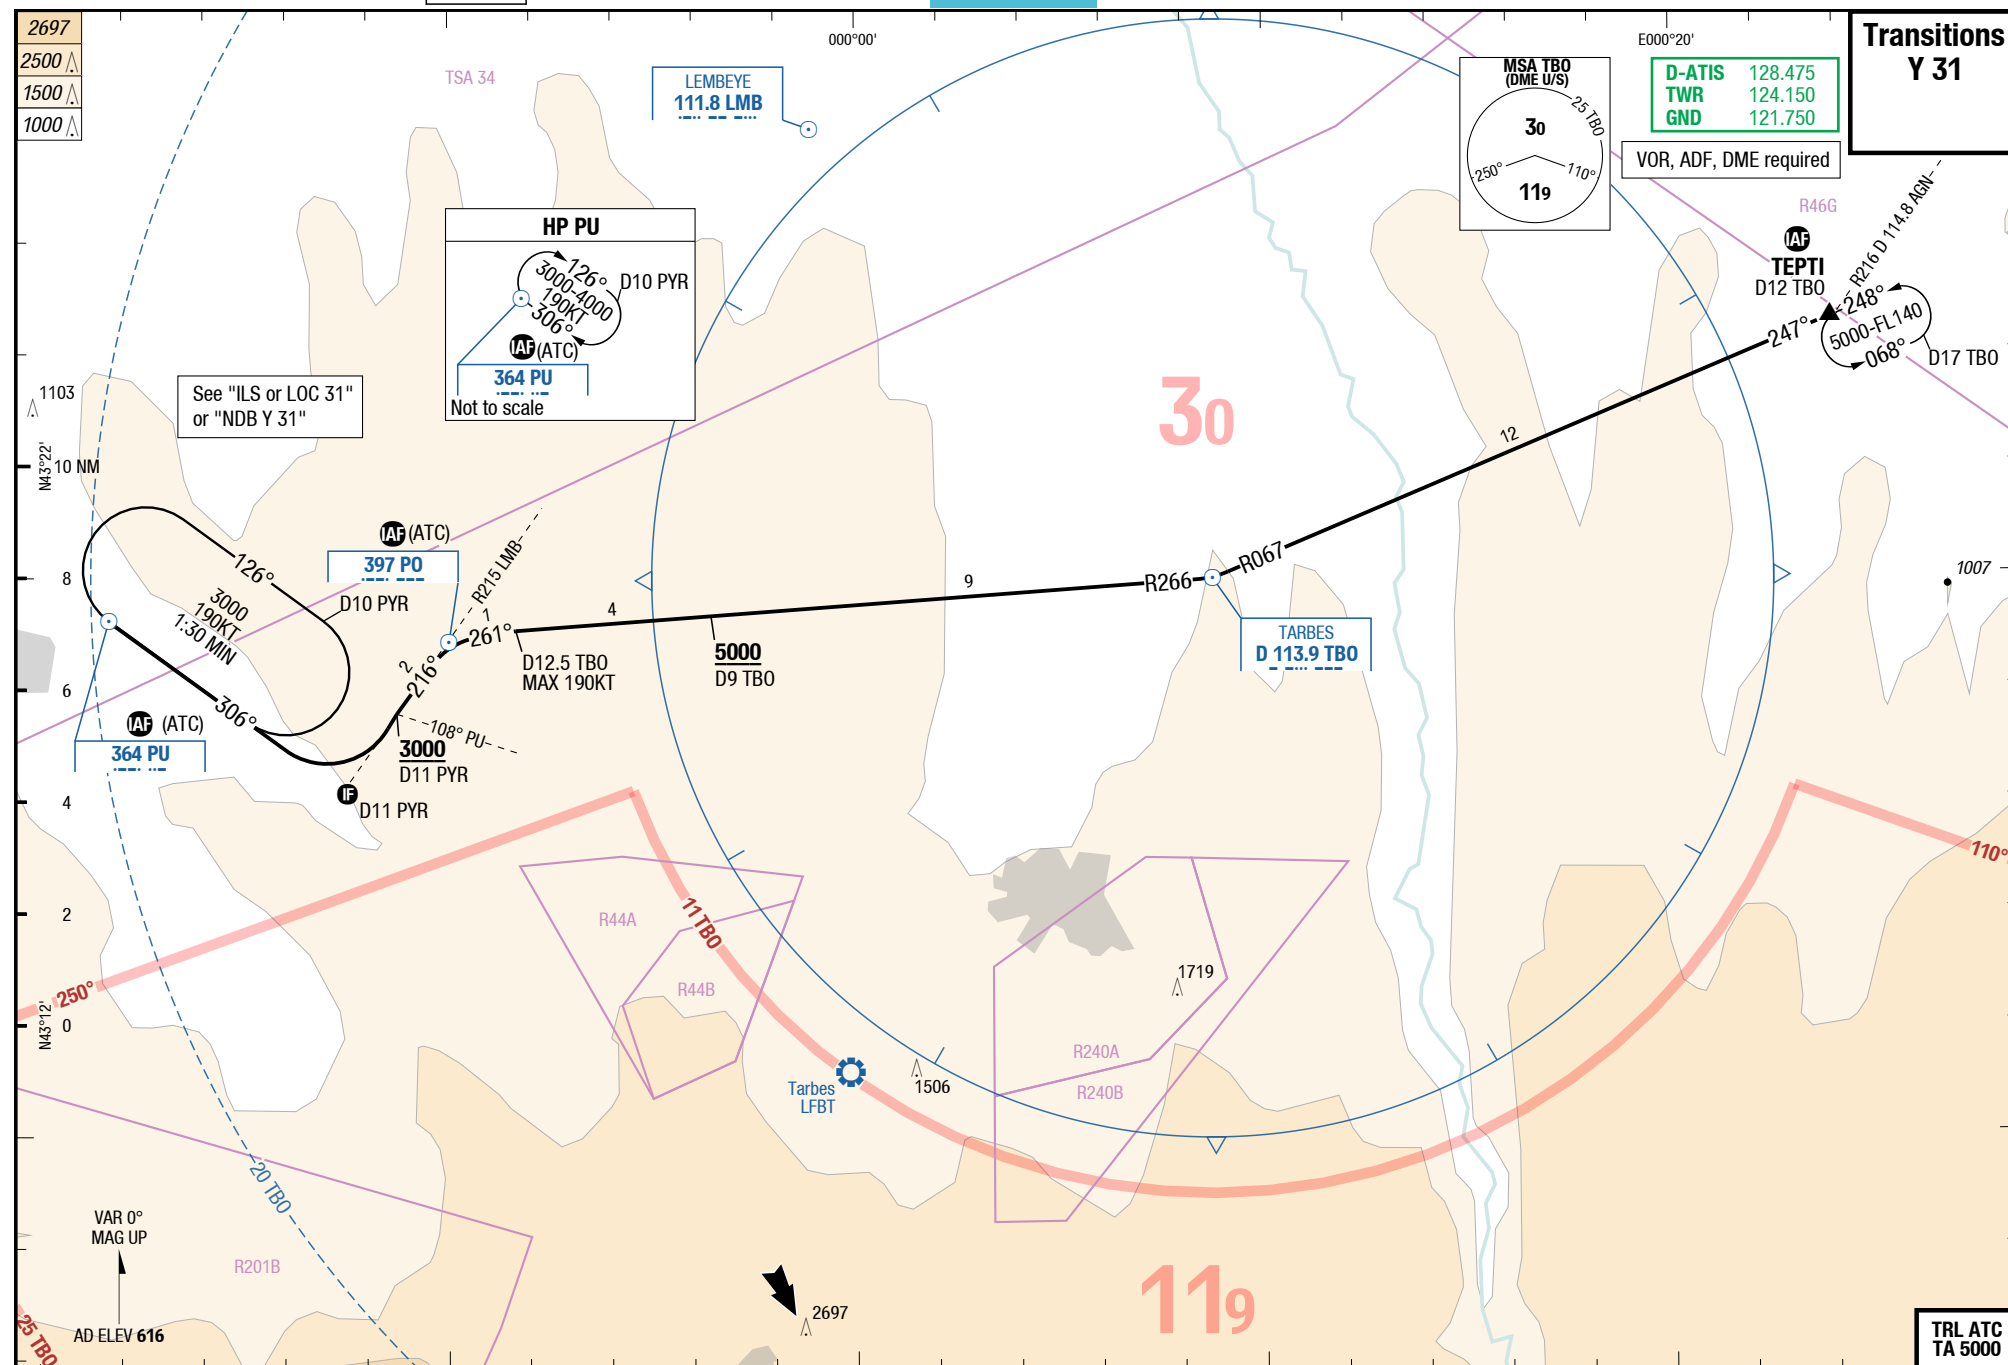 2697
2500
1500
1000
TSA 34
LEMBEYE
111.8 LMB
000°00'
E000°20'
MSA TBO
(DME U/S)
25 TBO
30
250°
110°
119
D-ATIS 128.475
TWR 124.150
GND 121.750
VOR, ADF, DME required
Transitions
Y 31
R46G
IAF
TEPTI
D12 TBO
R216 D 114.8 AGN
248°
5000-FL140
068°
D17 TBO
247°
HP PU
126°
3000-4000
190KT
306°
D10 PYR
IAF (ATC)
364 PU
Not to scale
1103
See "ILS or LOC 31"
or "NDB Y 31"
N43°22'
10 NM
30
12
IAF (ATC)
397 PO
R215 LMB
8
126°
3000
190KT
1:30 MIN
D10 PYR
306°
4
9
R266
R067
1007
1
261°
2
216°
D12.5 TBO
MAX 190KT
5000
D9 TBO
TARBES
D 113.9 TBO
6
IAF (ATC)
364 PU
108° PU
3000
D11 PYR
IF
D11 PYR
4
110°
2
R44A
11 TBO
R44B
250°
N43°12'
0
1719
R240A
R240B
Tarbes
LFBT
1506
20 TBO
VAR 0°
MAG UP
R201B
119
2697
AD ELEV 616
25 TBO
TRL ATC
TA 5000